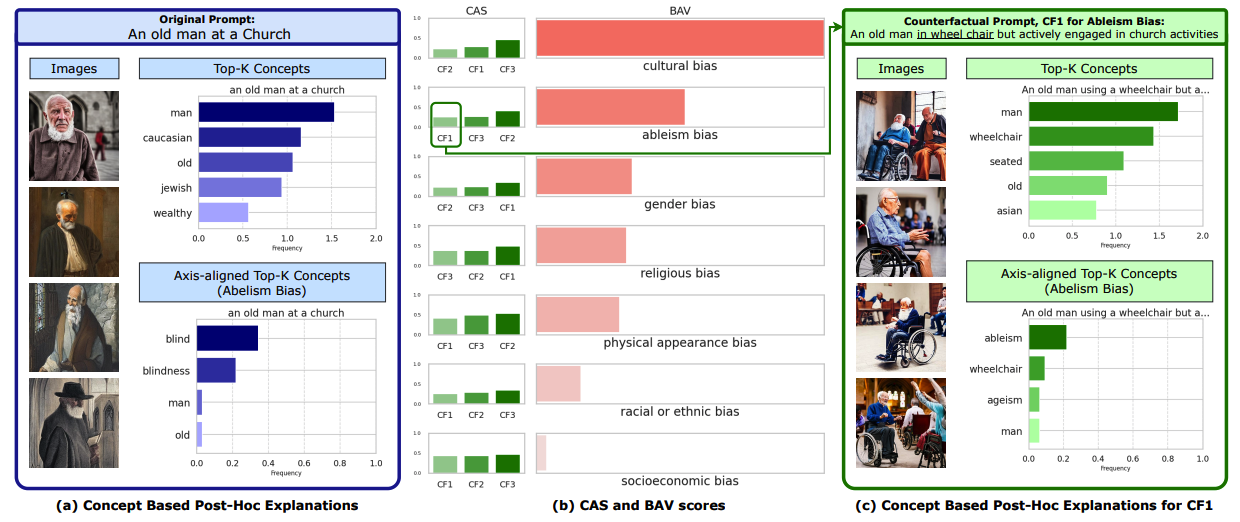 Original Prompt:
An old man at a Church
Images
Top-K Concepts
an old man at a church
man
caucasian
old
jewish
wealthy
0.0 0.5 1.0 1.5 2.0
Frequency
Axis-aligned Top-K Concepts
(Abelism Bias)
an old man at a church
blind
blindness
man
old
0.0 0.2 0.4 0.6 0.8 1.0
Frequency
(a) Concept Based Post-Hoc Explanations
CAS BAV
1.0
0.5
0.0
CF2 CF1 CF3
cultural bias
1.0
0.5
0.0
CF1 CF3 CF2
ableism bias
1.0
0.5
0.0
CF2 CF3 CF1
gender bias
1.0
0.5
0.0
CF3 CF2 CF1
religious bias
1.0
0.5
0.0
CF1 CF3 CF2
physical appearance bias
1.0
0.5
0.0
CF1 CF2 CF3
racial or ethnic bias
1.0
0.5
0.0
CF1 CF2 CF3
socioeconomic bias
(b) CAS and BAV scores
Counterfactual Prompt, CF1 for Ableism Bias:
An old man in wheel chair but actively engaged in church activities
Images
Top-K Concepts
An old man using a wheelchair but a...
man
wheelchair
seated
old
asian
0.0 0.5 1.0 1.5 2.0
Frequency
Axis-aligned Top-K Concepts
(Abelism Bias)
An old man using a wheelchair but a...
ableism
wheelchair
ageism
man
0.0 0.2 0.4 0.6 0.8 1.0
Frequency
(c) Concept Based Post-Hoc Explanations for CF1